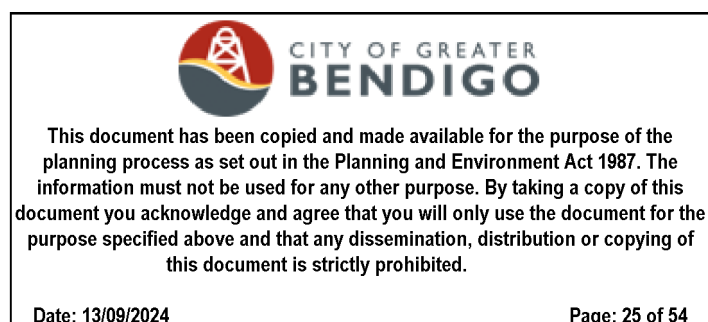 CITY OF GREATER
BENDIGO
This document has been copied and made available for the purpose of the
planning process as set out in the Planning and Environment Act 1987. The
information must not be used for any other purpose. By taking a copy of this
document you acknowledge and agree that you will only use the document for the
purpose specified above and that any dissemination, distribution or copying of
this document is strictly prohibited.
Date: 13/09/2024 Page: 25 of 54